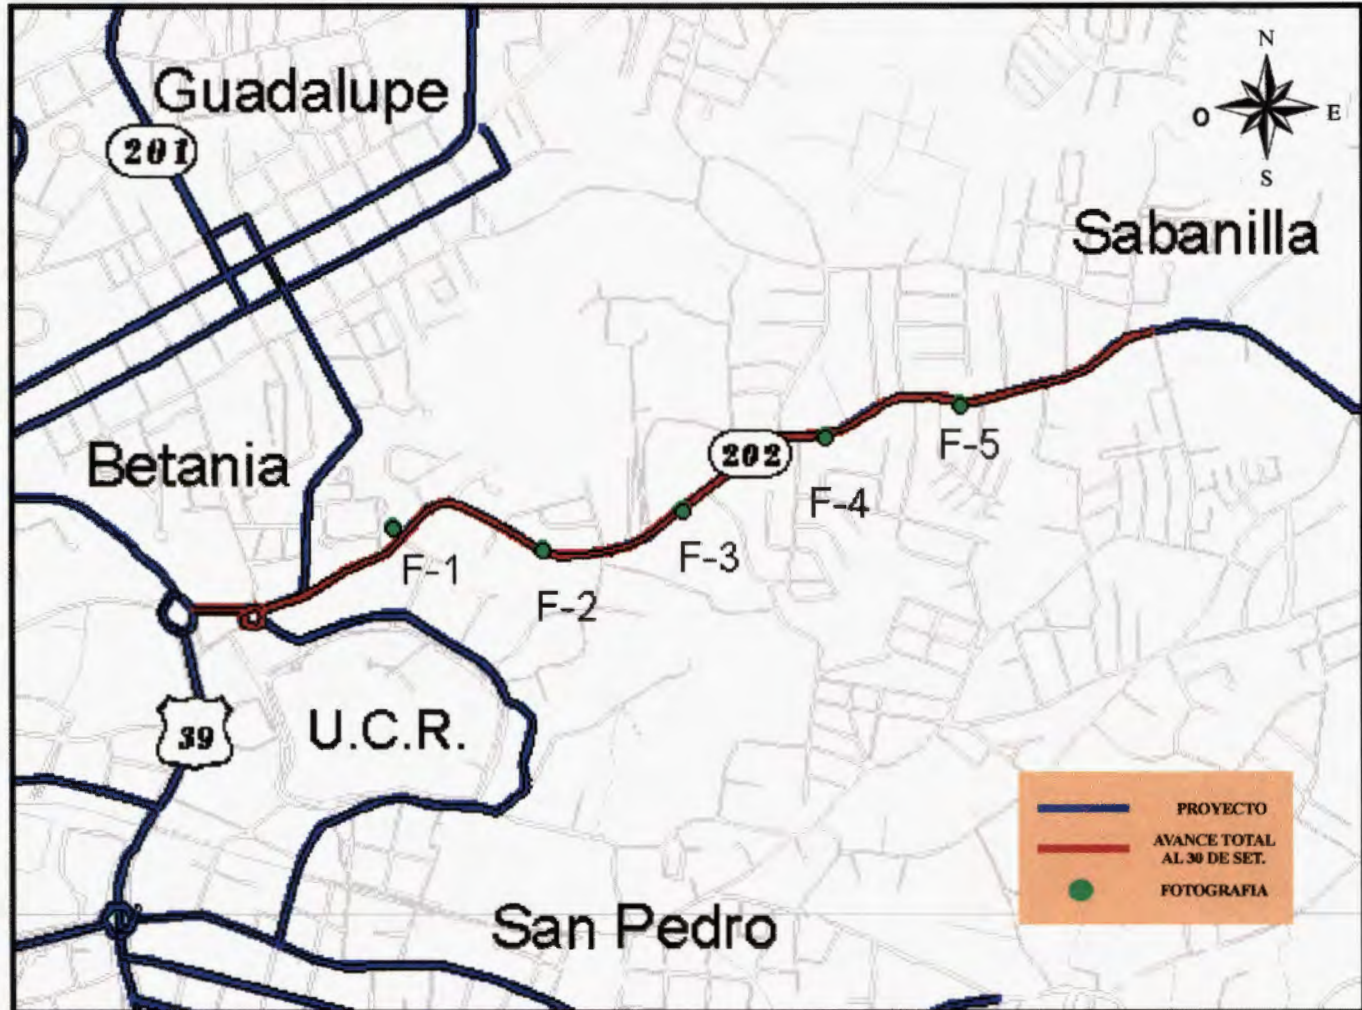 N
Guadalupe
201
O
E
S
Sabanilla
Betania
202
F-5
F-4
F-1
F-3
F-2
39
U.C.R.
PROYECTO
AVANCE TOTAL
AL 30 DE SET.
FOTOGRAFIA
San Pedro